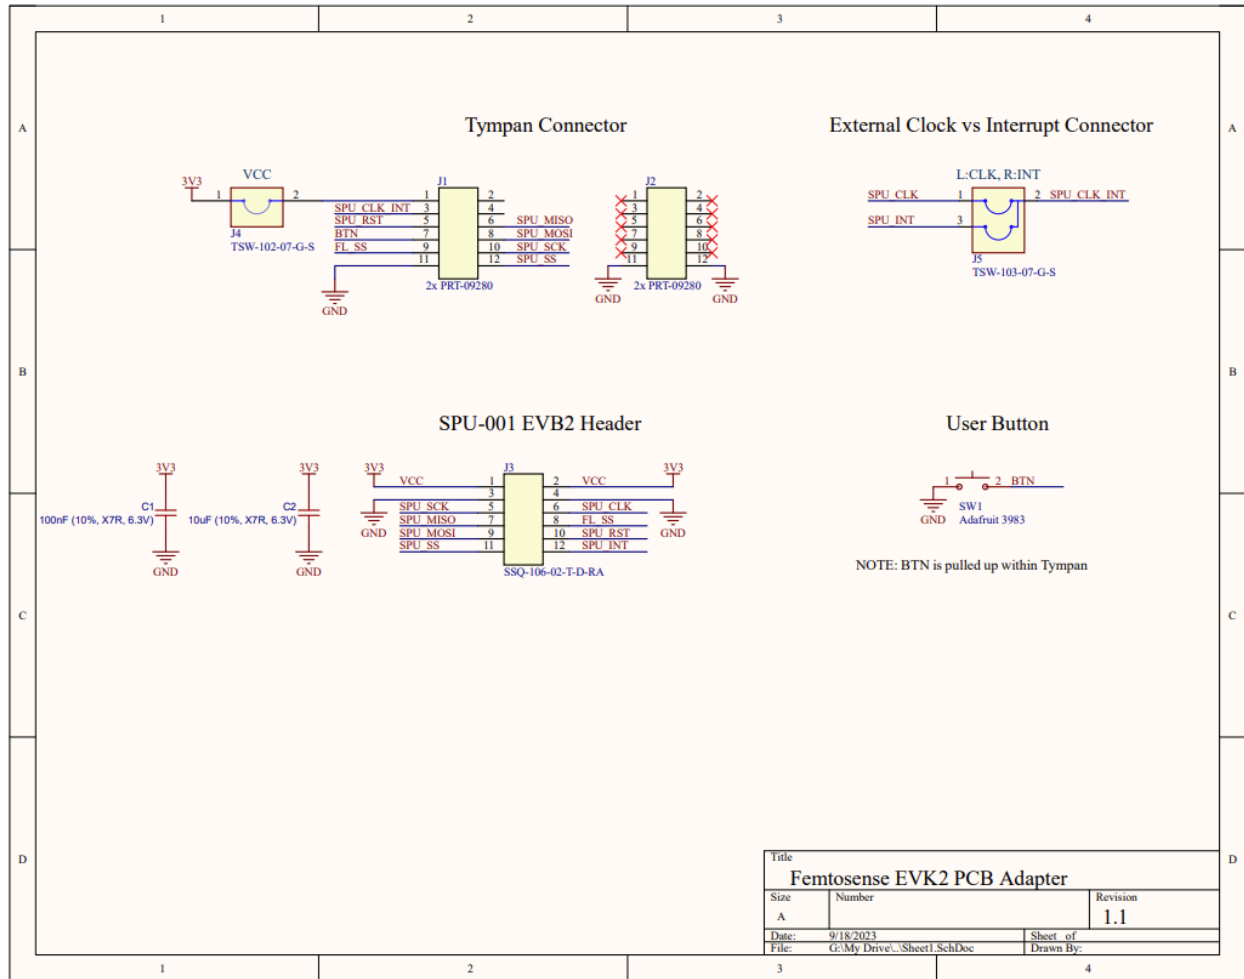 1 2 3 4
A A
B B
C C
D D
Tympan Connector
3V3 VCC
1 2
J4
TSW-102-07-G-S
J1
1 2
SPU_CLK_INT 3 4
SPU_RST 5 6 SPU_MISO
BTN 7 8 SPU_MOSI
FL_SS 9 10 SPU_SCK
11 12 SPU_SS
2x PRT-09280
GND
J2
1 2
3 4
5 6
7 8
9 10
11 12
GND 2x PRT-09280 GND
External Clock vs Interrupt Connector
L:CLK, R:INT
SPU_CLK 1 2 SPU_CLK_INT
SPU_INT 3
J5
TSW-103-07-G-S
SPU-001 EVB2 Header
3V3
C1
100nF (10%, X7R, 6.3V)
GND
3V3
C2
10uF (10%, X7R, 6.3V)
GND
3V3 J3 3V3
VCC 1 2 VCC
3 4
SPU_SCK 5 6 SPU_CLK
SPU_MISO 7 8 FL_SS
GND SPU_MOSI 9 10 SPU_RST GND
SPU_SS 11 12 SPU_INT
SSQ-106-02-T-D-RA
User Button
1 2 BTN
GND
SW1
Adafruit 3983
NOTE: BTN is pulled up within Tympan
Title
Femtosense EVK2 PCB Adapter
Size Number Revision
A 1.1
Date: 9/18/2023 Sheet of
File: G:\My Drive\..\Sheet1.SchDoc Drawn By:
1 2 3 4